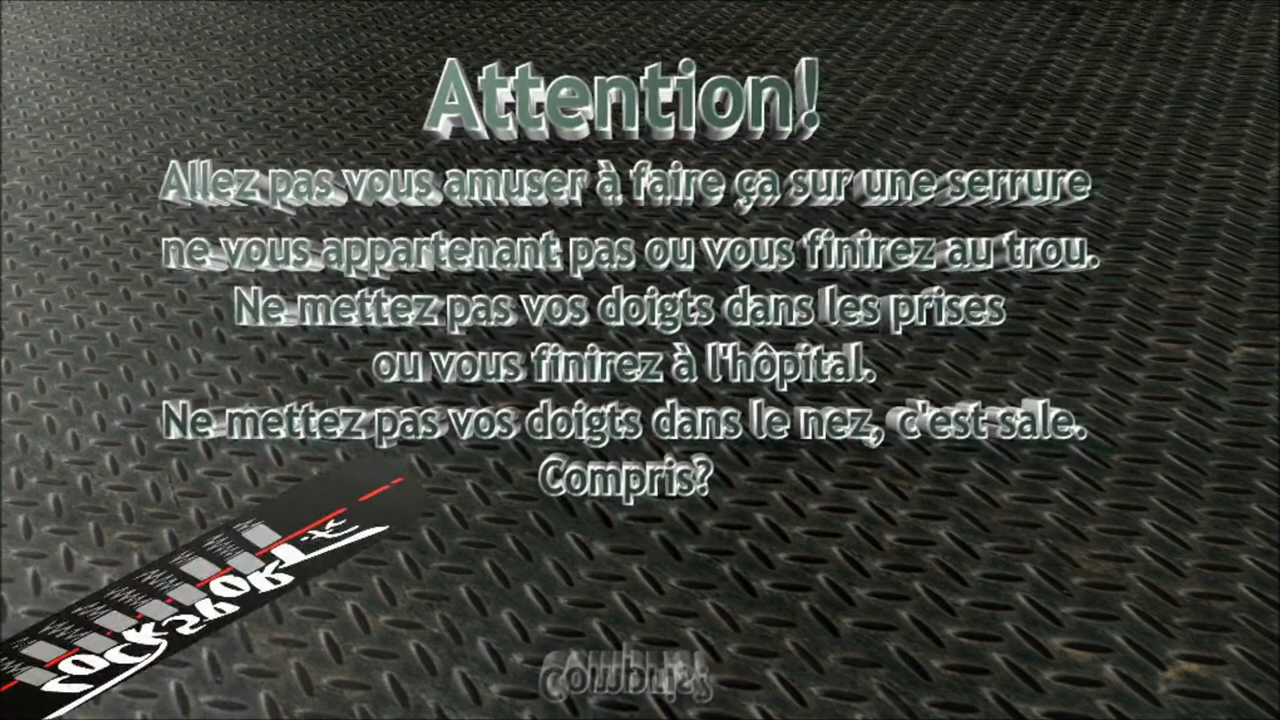 Attention!
Allez pas vous amuser à faire ça sur une serrure
ne vous appartenant pas ou vous finirez au trou.
Ne mettez pas vos doigts dans les prises
ou vous finirez à l'hôpital.
Ne mettez pas vos doigts dans le nez, c'est sale.
Compris?